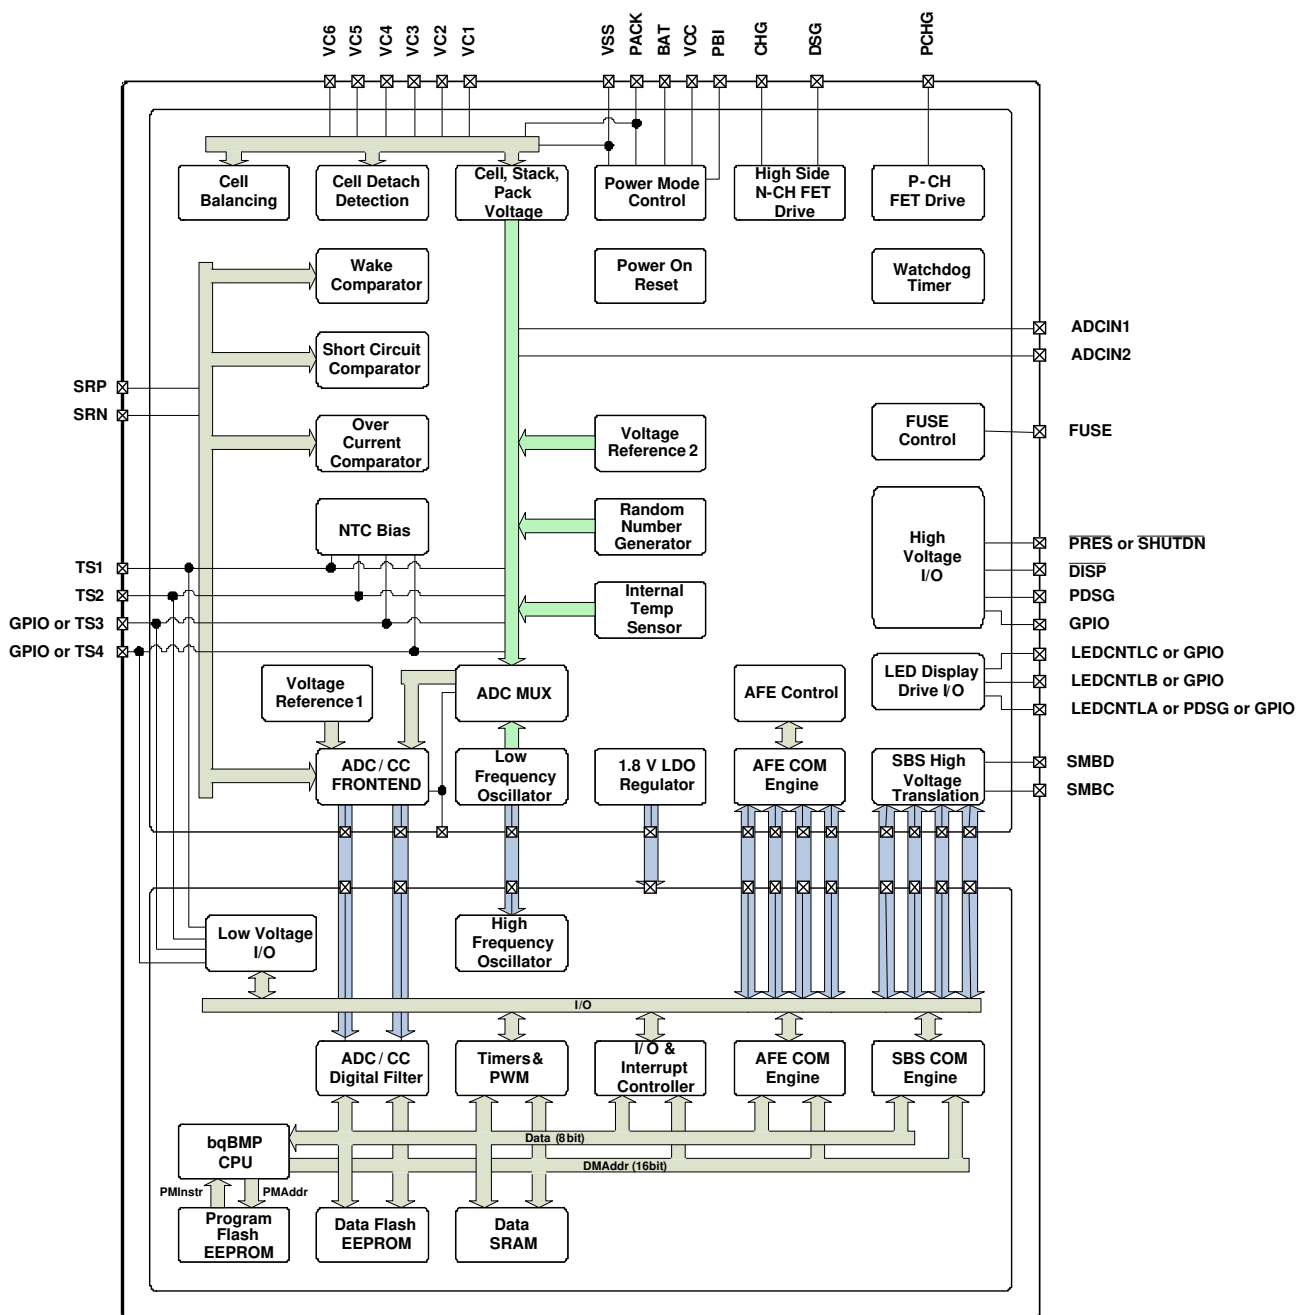 VC6
VC5
VC4
VC3
VC2
VC1
VSS
PACK
BAT
VCC
PBI
CHG
DSG
PCHG
Cell
Balancing
Cell Detach
Detection
Cell, Stack,
Pack
Voltage
Power Mode
Control
High Side
N-CH FET
Drive
P-CH
FET Drive
Wake
Comparator
Power On
Reset
Watchdog
Timer
ADCIN1
ADCIN2
Short Circuit
Comparator
SRP
SRN
Over
Current
Comparator
Voltage
Reference 2
FUSE
Control
FUSE
NTC Bias
Random
Number
Generator
High
Voltage
I/O
PRES or SHUTDN
DISP
PDSG
GPIO
TS1
TS2
GPIO or TS3
GPIO or TS4
Internal
Temp
Sensor
Voltage
Reference 1
ADC MUX
AFE Control
LED Display
Drive I/O
LEDCNTLC or GPIO
LEDCNTLB or GPIO
LEDCNTLA or PDSG or GPIO
ADC / CC
FRONTEND
Low
Frequency
Oscillator
1.8 V LDO
Regulator
AFE COM
Engine
SBS High
Voltage
Translation
SMBD
SMBC
Low Voltage
I/O
High
Frequency
Oscillator
I/O
ADC / CC
Digital Filter
Timers &
PWM
I/O &
Interrupt
Controller
AFE COM
Engine
SBS COM
Engine
bqBMP
CPU
Data (8bit)
DMAddr (16bit)
PMInstr
PMAddr
Program
Flash
EEPROM
Data Flash
EEPROM
Data
SRAM